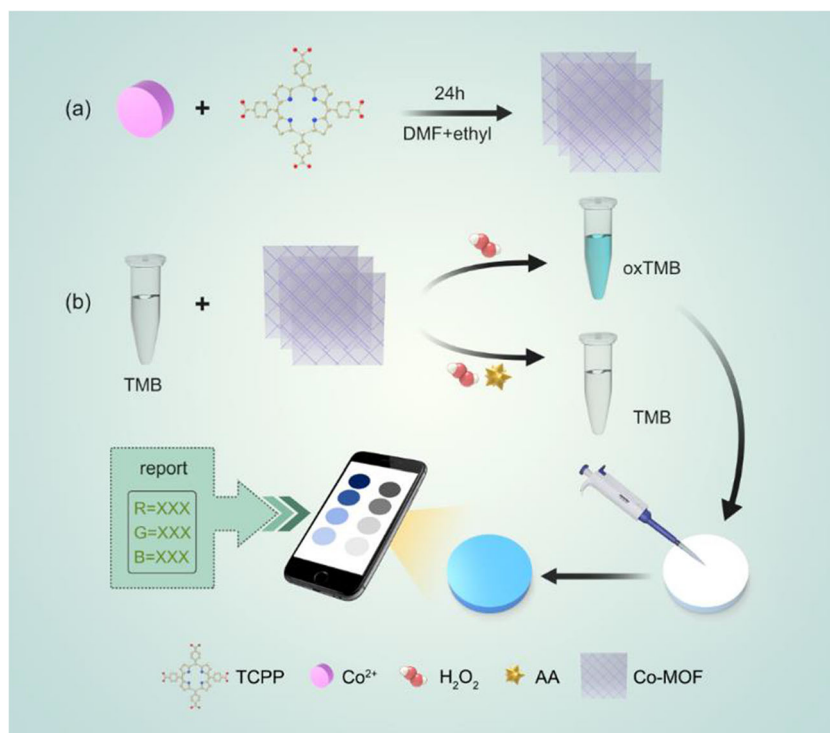 (a)
+
24h
DMF+ethyl
(b)
+
TMB
oxTMB
TMB
report
R=XXX
G=XXX
B=XXX
TCPP
Co²⁺
H₂O₂
AA
Co-MOF